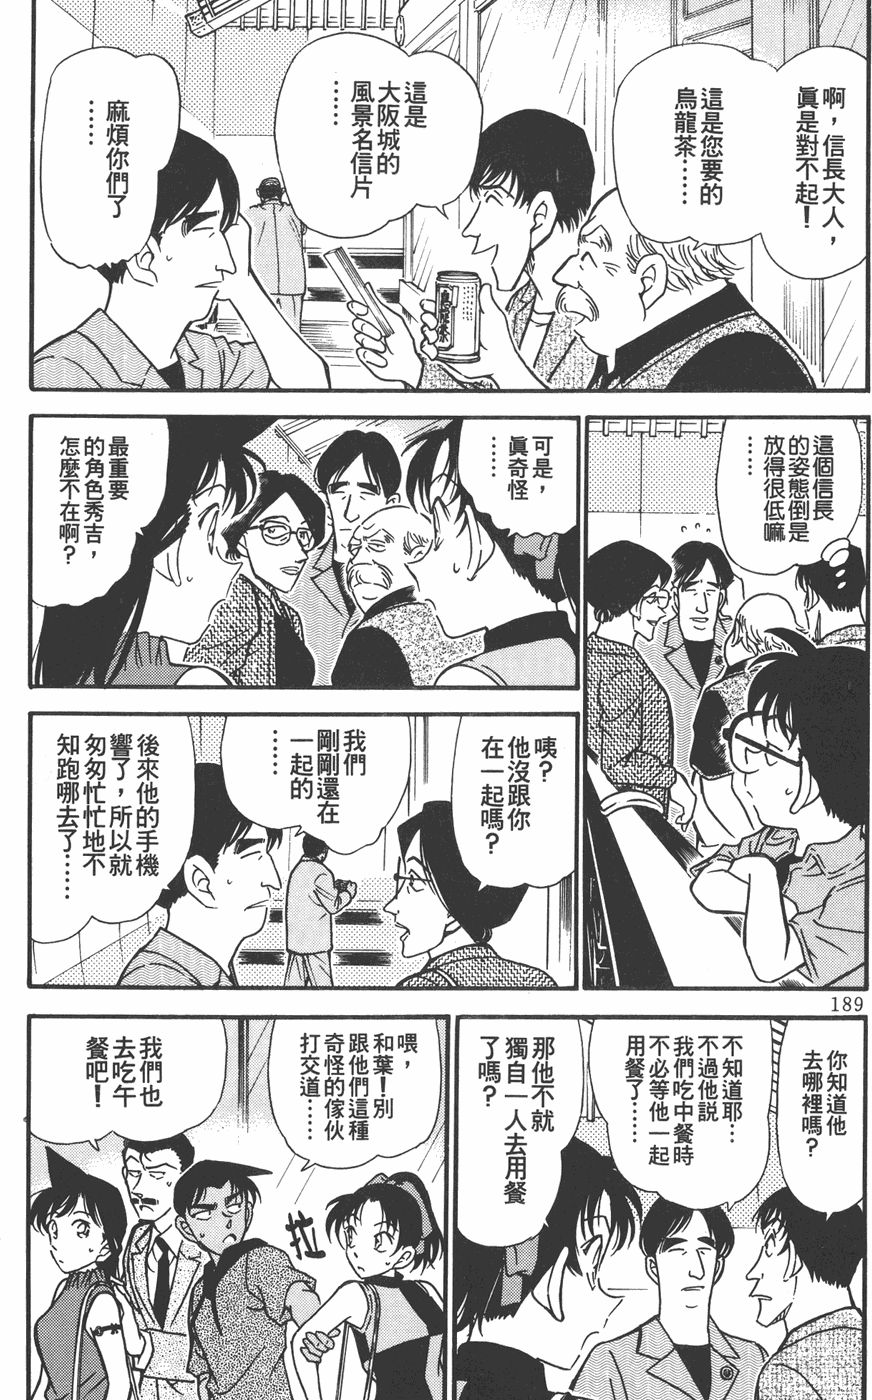 啊，信長大人，
眞是對不起！
這是您要的
烏龍茶……
這是
大阪城的
風景名信片
……
麻煩你們了
……
烏龍茶
這個信長
的姿態倒是
放得很低嘛
可是，
眞奇怪
……
最重要
的角色秀吉，
怎麼不在啊？
咦？
他沒跟你
在一起嗎？
我們
剛剛還在
一起的
……
後來他的手機
響了，所以就
匆匆忙忙地不
知跑哪去了……
189
你知道他
去哪裡嗎？
不知道耶…
不過他說
我們吃中餐時
不必等他一起
用餐了…
那他不就
獨自一人去用餐
了嗎？
喂，
和葉！別
跟他們這種
奇怪的傢伙
打交道……
拉
我們也
去吃午
餐吧！